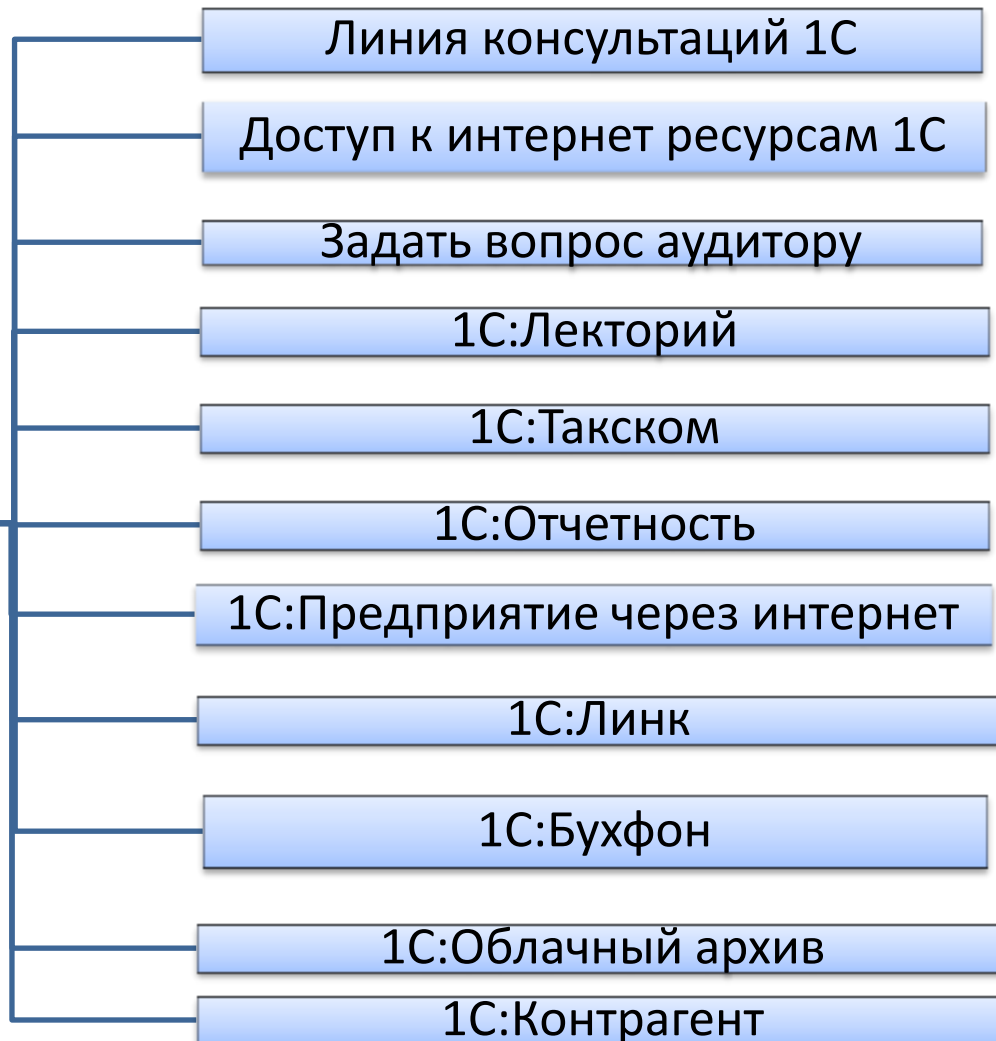 Линия консультаций 1С
Доступ к интернет ресурсам 1С
Задать вопрос аудитору
1С:Лекторий
1С:Такском
1С:Отчетность
1С:Предприятие через интернет
1С:Линк
1С:Бухфон
1С:Облачный архив
1С:Контрагент